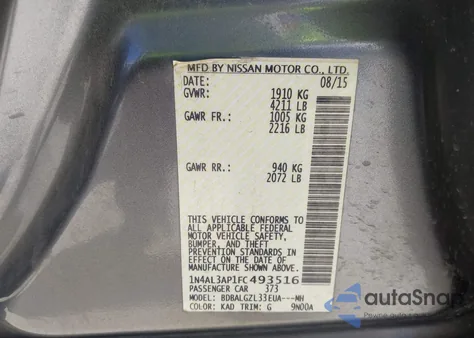 MFD BY NISSAN MOTOR CO., LTD.
DATE: 08/15
GVWR: 1910 KG
4211 LB
GAWR FR.: 1005 KG
2216 LB
GAWR RR.: 940 KG
2072 LB
THIS VEHICLE CONFORMS TO
ALL APPLICABLE FEDERAL
MOTOR VEHICLE SAFETY,
BUMPER, AND THEFT
PREVENTION STANDARDS IN
EFFECT ON THE DATE OF
MANUFACTURE SHOWN ABOVE.
1N4AL3AP1FC493516
PASSENGER CAR 373
MODEL: BDBALGZL33EUA---MH
COLOR: KAD TRIM: G 9N00A
autoSnap